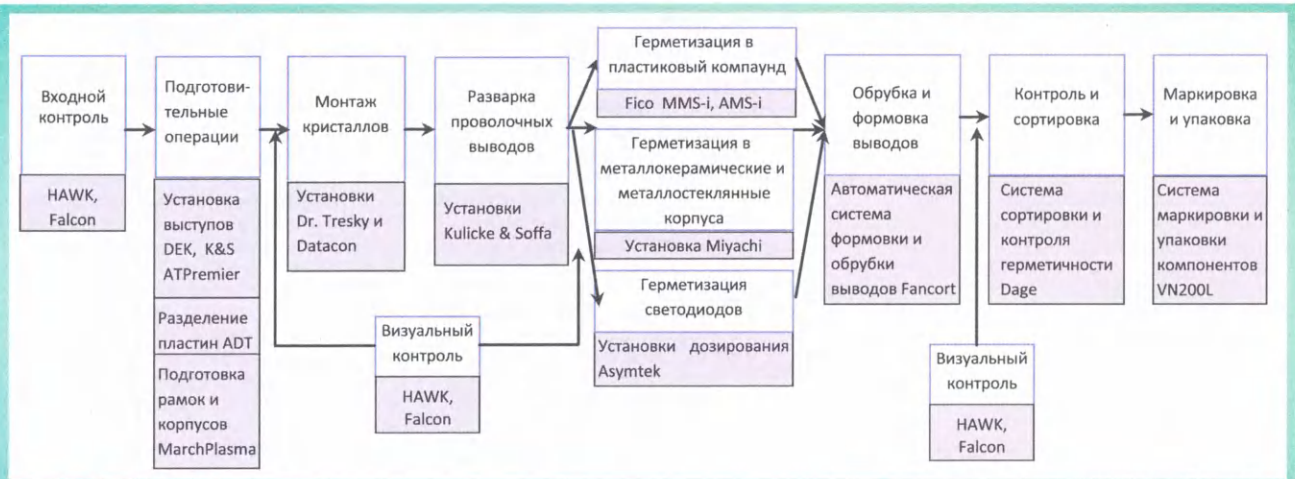 Входной
контроль
HAWK,
Falcon
Подготови-
тельные
операции
Установка
выступов
DEK, K&S
ATPremier
Разделение
пластин ADT
Подготовка
рамок и
корпусов
MarchPlasma
Монтаж
кристаллов
Установки
Dr. Tresky и
Datacon
Разварка
проволочных
выводов
Установки
Kulicke & Soffa
Визуальный
контроль
HAWK,
Falcon
Герметизация в
пластиковый компаунд
Fico MMS-i, AMS-i
Герметизация в
металлокерамические и
металлостеклянные
корпуса
Установка Miyachi
Герметизация
светодиодов
Установки дозирования
Asymtek
Обрубка и
формовка
выводов
Автоматическая
система
формовки и
обрубки
выводов Fancort
Контроль и
сортировка
Система
сортировки и
контроля
герметичности
Dage
Визуальный
контроль
HAWK,
Falcon
Маркировка
и упаковка
Система
маркировки и
упаковки
компонентов
VN200L